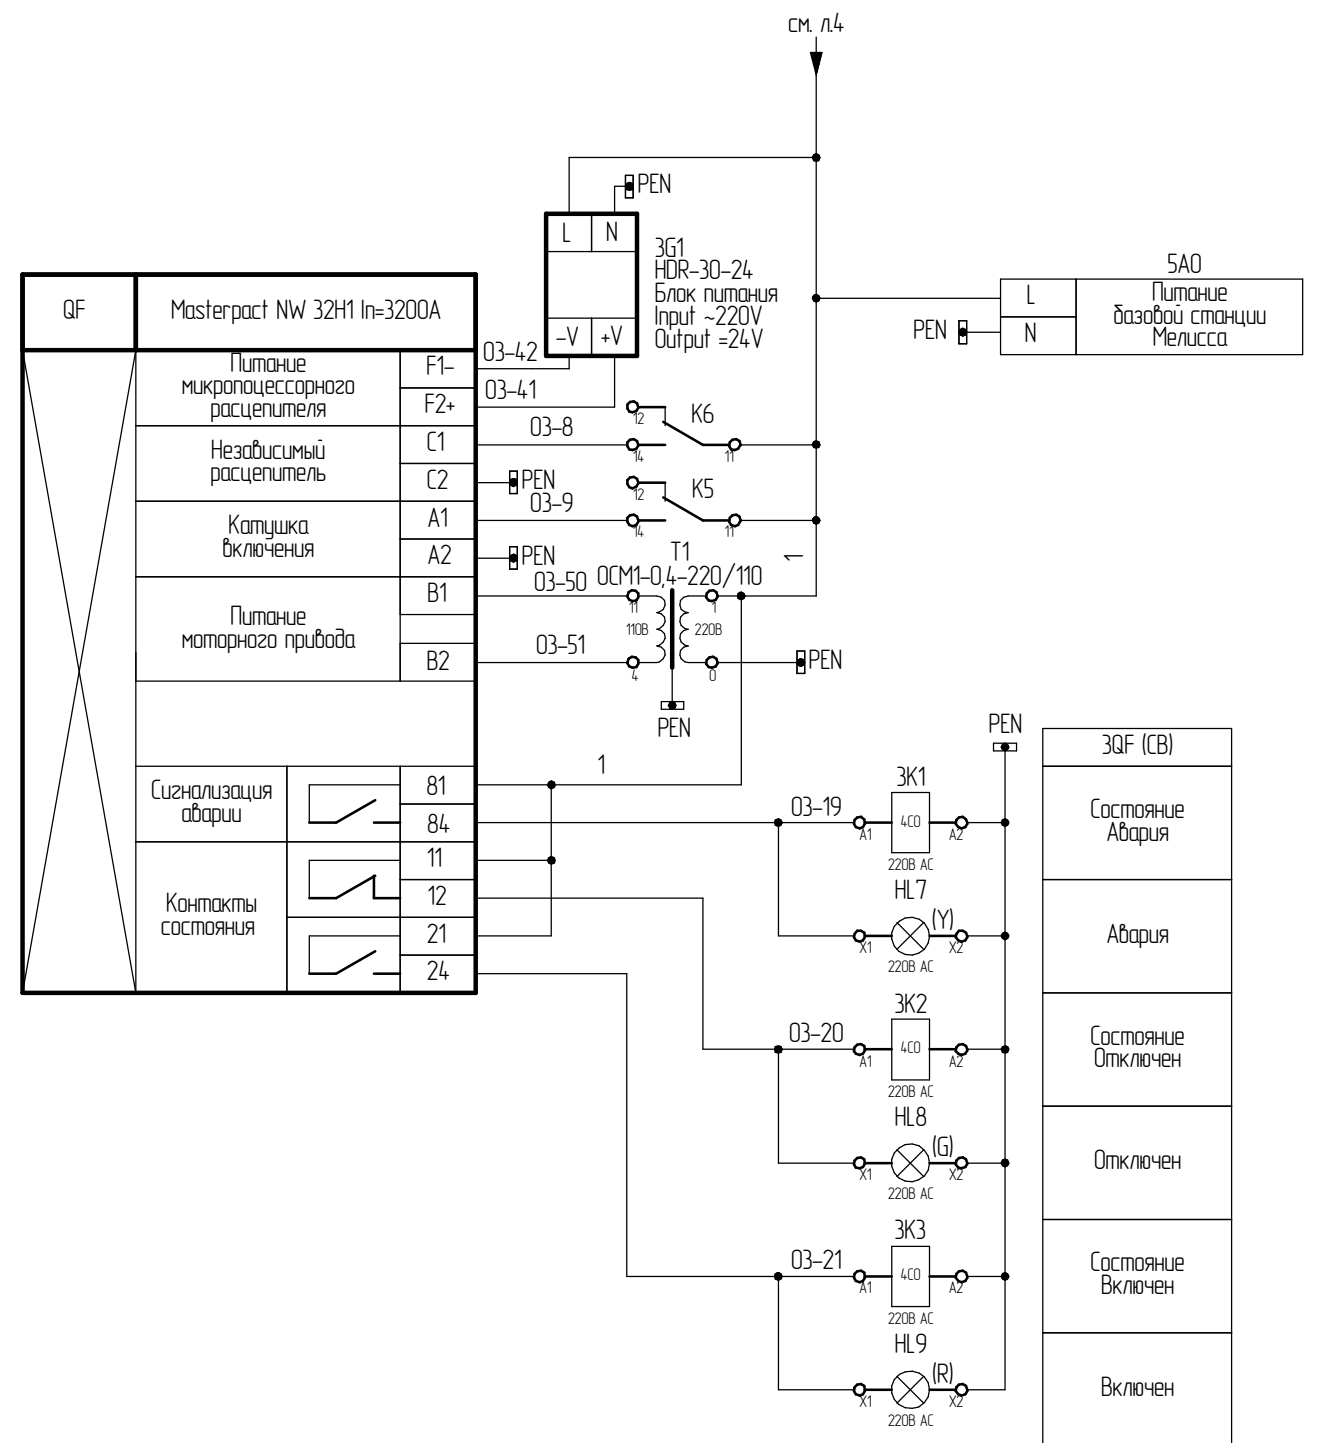 см. л.4
PEN
L
N
3G1
HDR-30-24
Блок питания
Input ~220V
Output =24V
-V
+V
5A0
L
N
Питание
базовой станции
Мелисса
PEN
QF
Masterpact NW 32H1 In=3200A
Питание
микропоцессорного
расцепителя
F1-
F2+
03-42
03-41
Независимый
расцепитель
C1
C2
03-8
PEN
12
14
11
K6
Катушка
включения
A1
A2
03-9
PEN
12
14
11
K5
1
T1
ОСМ1-0,4-220/110
Питание
моторного привода
B1
B2
03-50
03-51
11
110В
4
1
220В
0
PEN
PEN
1
Сигнализация
аварии
81
84
Контакты
состояния
11
12
21
24
PEN
3QF (СВ)
03-19
3K1
A1
4CO
A2
220В AC
Состояние
Авария
HL7
(Y)
X1
X2
220В AC
Авария
03-20
3K2
A1
4CO
A2
220В AC
Состояние
Отключен
HL8
(G)
X1
X2
220В AC
Отключен
03-21
3K3
A1
4CO
A2
220В AC
Состояние
Включен
HL9
(R)
X1
X2
220В AC
Включен